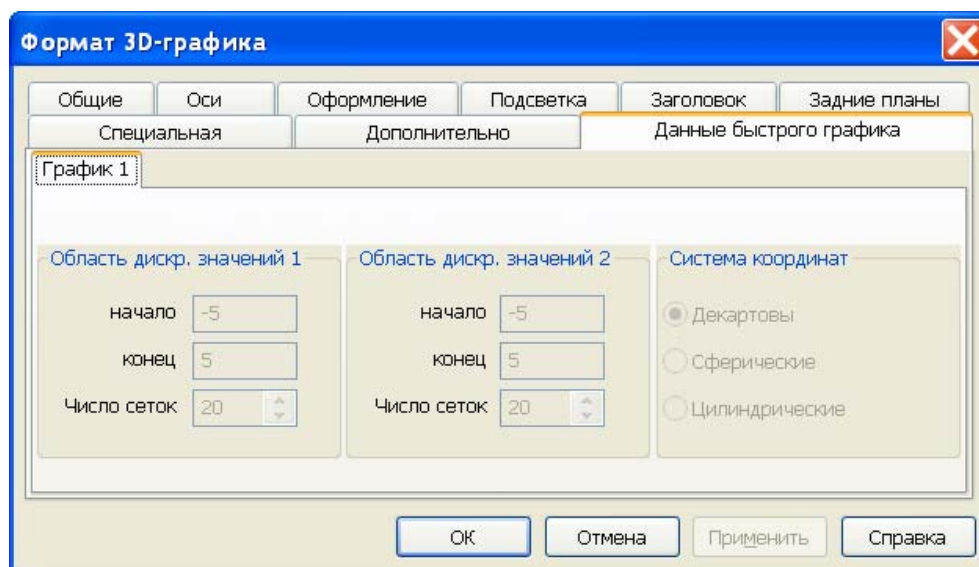 Формат 3D-графика
Общие Оси Оформление Подсветка Заголовок Задние планы
Специальная Дополнительно Данные быстрого графика
График 1
Область дискр. значений 1 Область дискр. значений 2 Система координат
начало -5 начало -5 Декартовы
конец 5 конец 5 Сферические
Число сеток 20 Число сеток 20 Цилиндрические
ОК Отмена Применить Справка